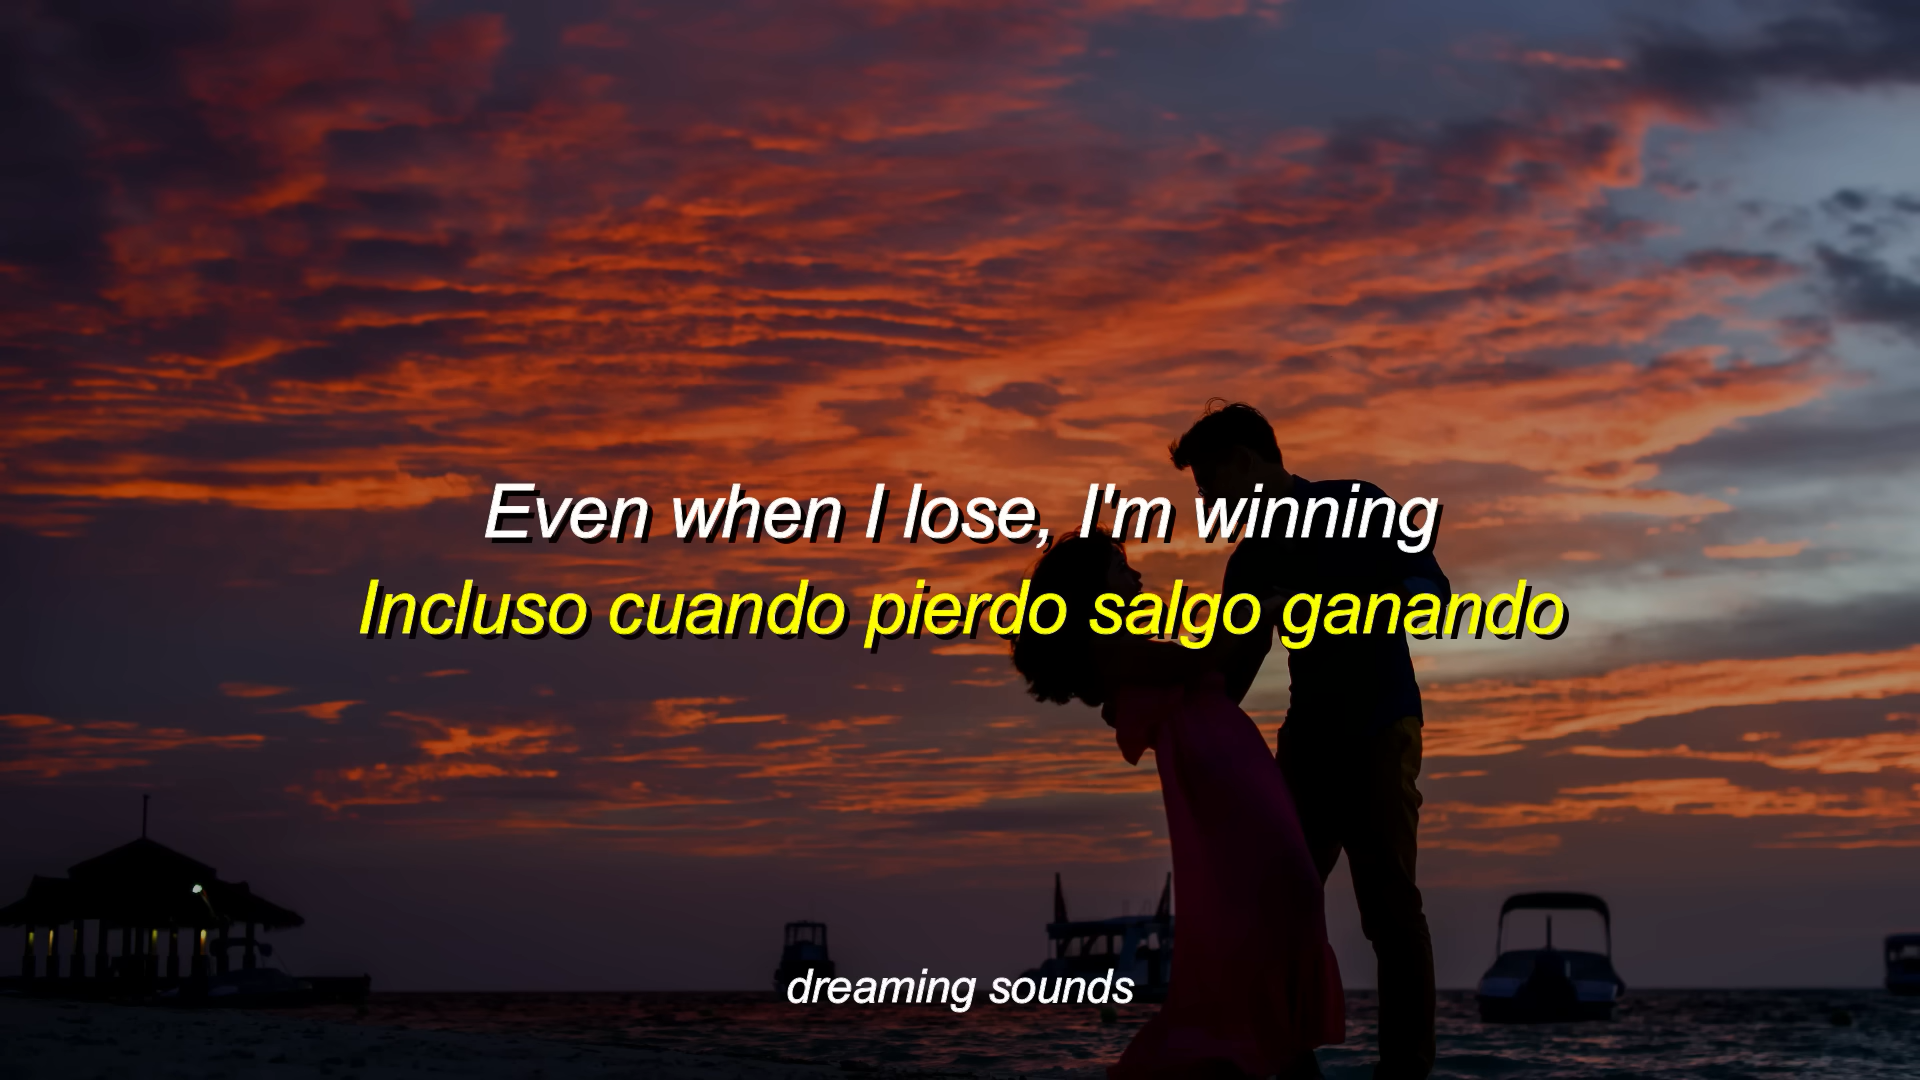 Even when I lose, I'm winning
Incluso cuando pierdo salgo ganando
dreaming sounds